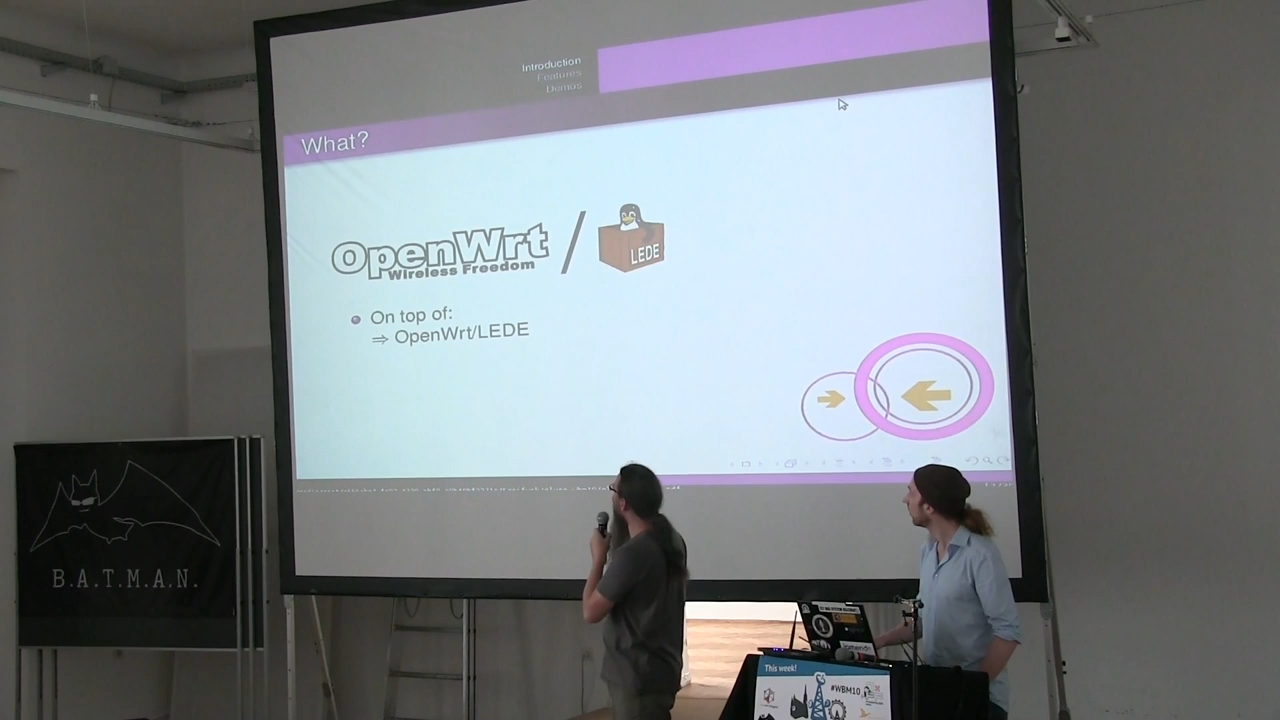 Introduction
Features
Demos
What?
OpenWrt
Wireless Freedom
/
LEDE
On top of:
⇒ OpenWrt/LEDE
B.A.T.M.A.N.
This week!
#WBM10